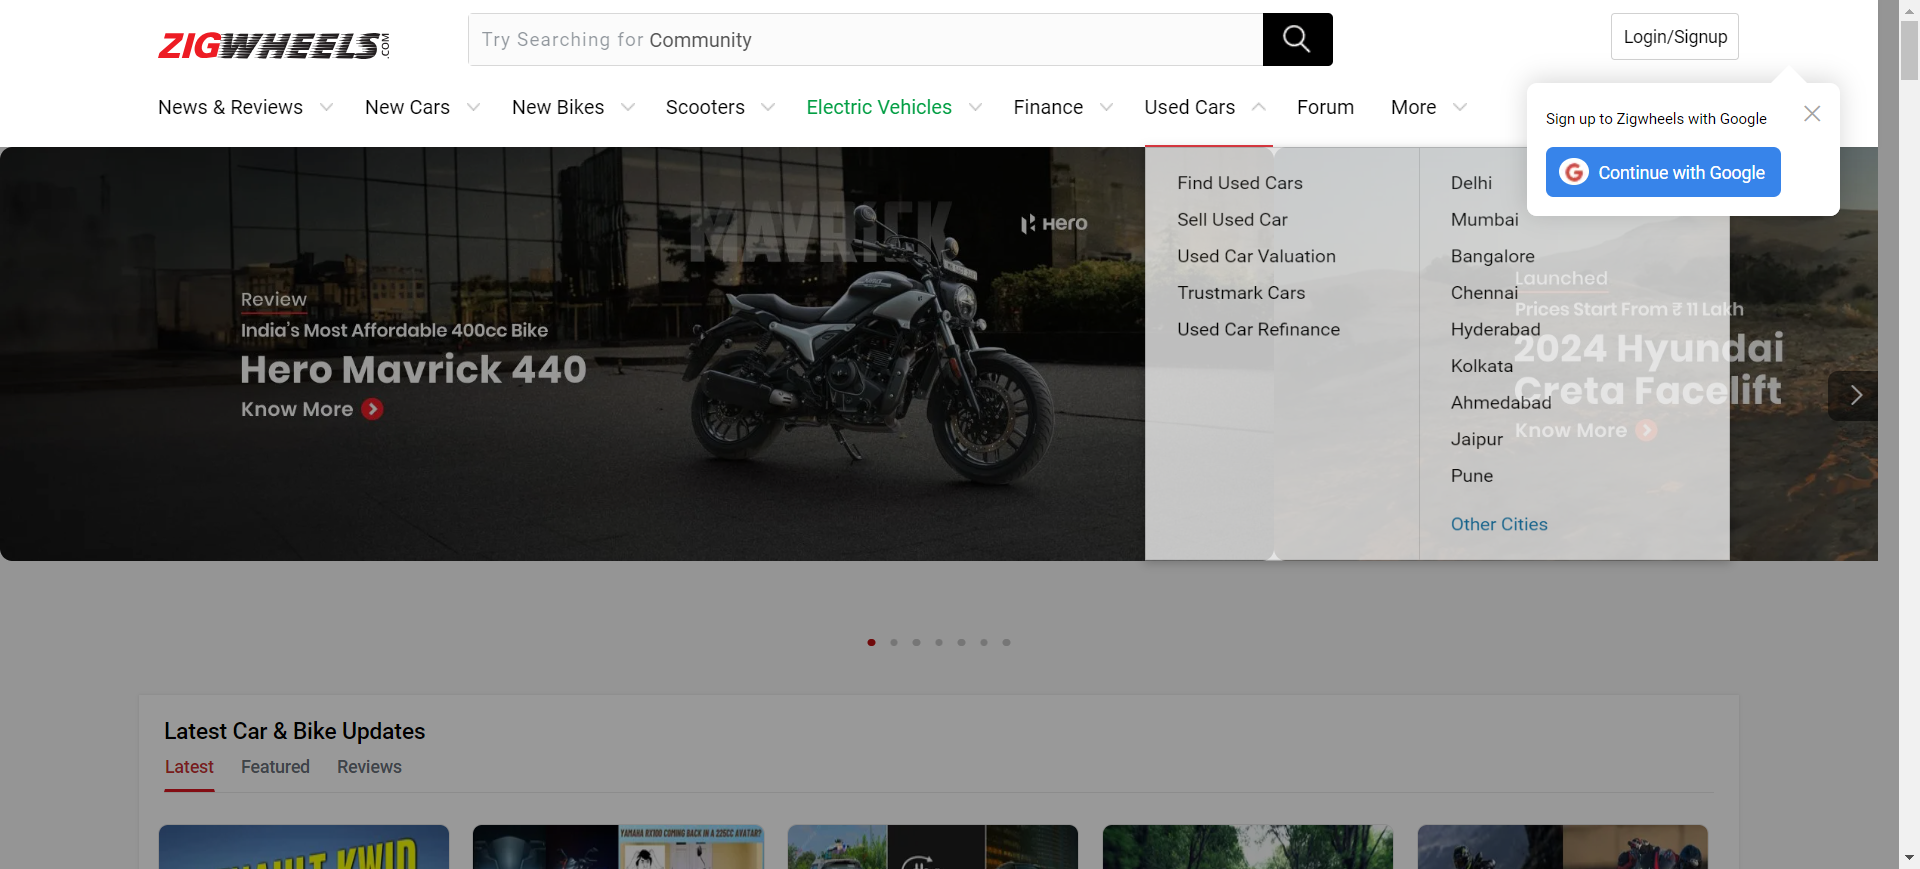 ZIGWHEELS.COM
Try Searching for Community
Login/Signup
News & Reviews
New Cars
New Bikes
Scooters
Electric Vehicles
Finance
Used Cars
Forum
More
Sign up to Zigwheels with Google
Continue with Google
Find Used Cars
Sell Used Car
Used Car Valuation
Trustmark Cars
Used Car Refinance
Delhi
Mumbai
Bangalore
Chennai
Hyderabad
Kolkata
Ahmedabad
Jaipur
Pune
Other Cities
MAVRICK
Hero
Review
India's Most Affordable 400cc Bike
Hero Mavrick 440
Know More
Launched
Prices Start From ₹ 11 Lakh
2024 Hyundai
Creta Facelift
Know More
Latest Car & Bike Updates
Latest
Featured
Reviews
YAMAHA RX100 COMING BACK IN A 225CC AVATAR?